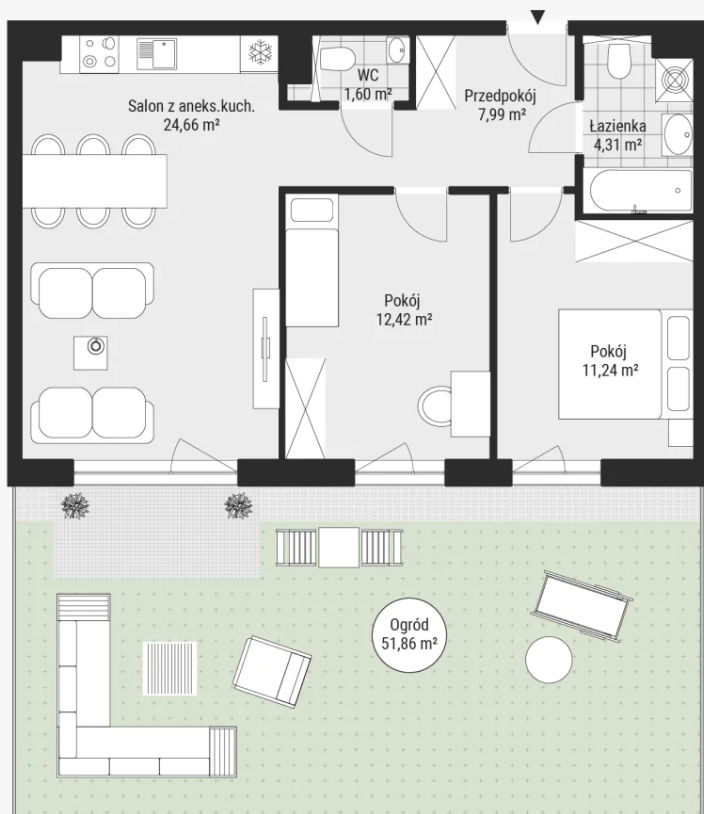 WC
1,60 m²
Salon z aneks.kuch.
24,66 m²
Przedpokój
7,99 m²
Łazienka
4,31 m²
Pokój
12,42 m²
Pokój
11,24 m²
Ogród
51,86 m²